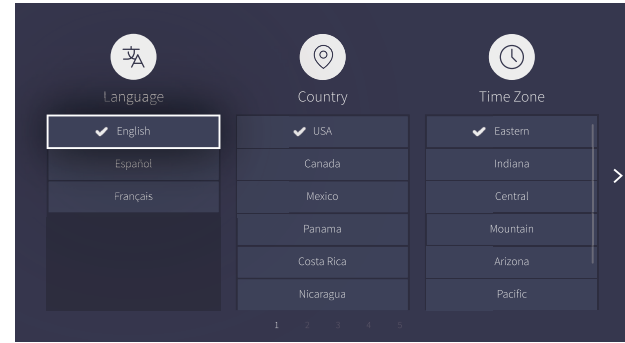 Language
English
Español
Français
Country
USA
Canada
Mexico
Panama
Costa Rica
Nicaragua
Time Zone
Eastern
Indiana
Central
Mountain
Arizona
Pacific
1 2 3 4 5